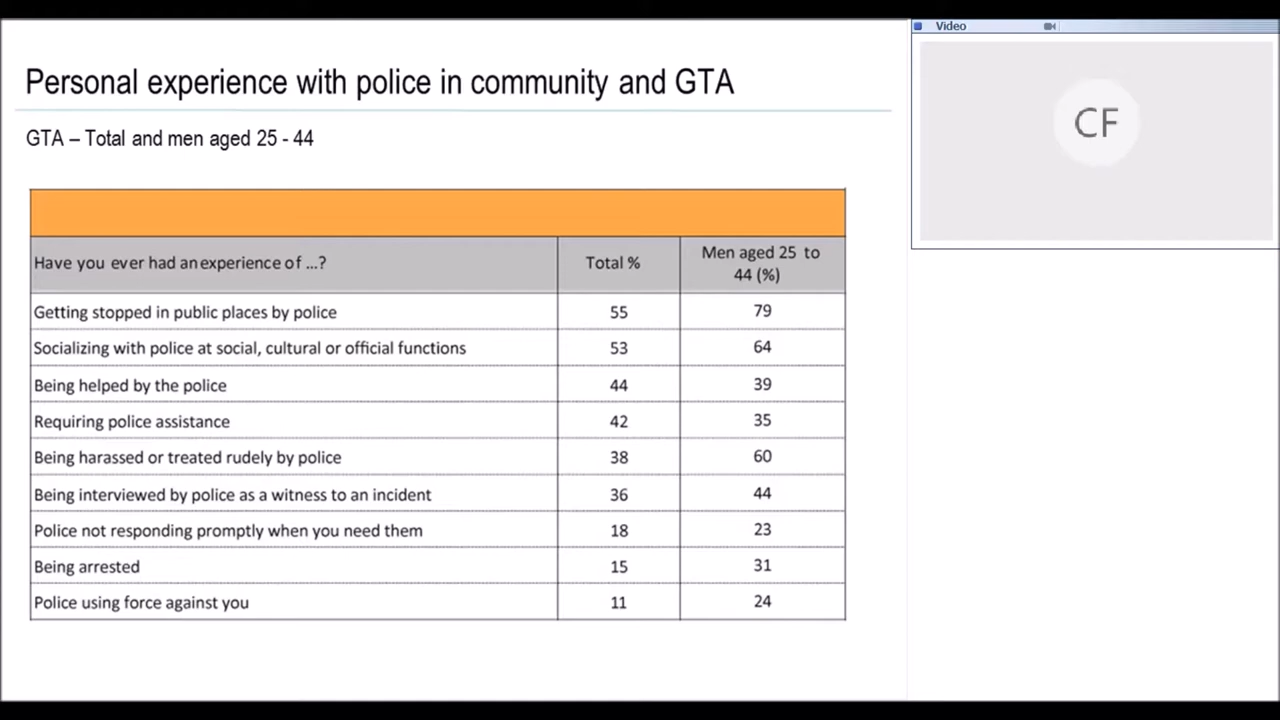 Personal experience with police in community and GTA
GTA – Total and men aged 25 - 44
Have you ever had an experience of ...? Total % Men aged 25 to
44 (%)
Getting stopped in public places by police 55 79
Socializing with police at social, cultural or official functions 53 64
Being helped by the police 44 39
Requiring police assistance 42 35
Being harassed or treated rudely by police 38 60
Being interviewed by police as a witness to an incident 36 44
Police not responding promptly when you need them 18 23
Being arrested 15 31
Police using force against you 11 24
Video
CF